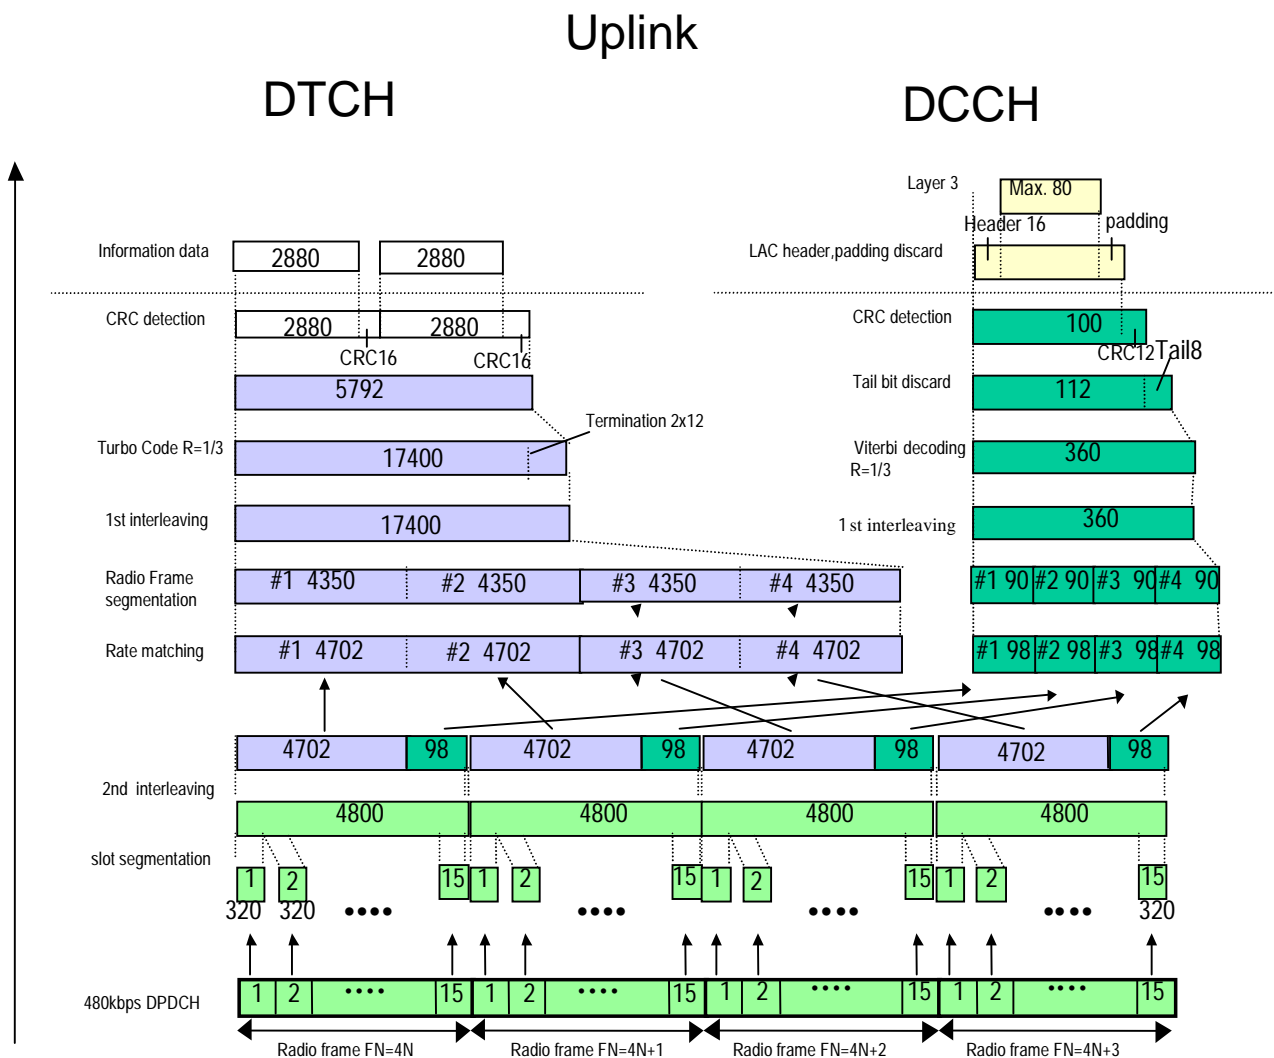 Uplink
DTCH
DCCH
Layer 3
Max. 80
Header 16
padding
Information data
2880
2880
LAC header,padding discard
CRC detection
2880
2880
CRC16
CRC16
CRC detection
100
CRC12
Tail8
5792
Tail bit discard
112
Termination 2x12
Turbo Code R=1/3
17400
Viterbi decoding
R=1/3
360
1st interleaving
17400
1st interleaving
360
Radio Frame
segmentation
#1 4350
#2 4350
#3 4350
#4 4350
#1 90
#2 90
#3 90
#4 90
Rate matching
#1 4702
#2 4702
#3 4702
#4 4702
#1 98
#2 98
#3 98
#4 98
4702
98
4702
98
4702
98
4702
98
2nd interleaving
4800
4800
4800
4800
slot segmentation
1
2
15
1
2
15
1
2
15
1
2
15
320
320
••••
••••
••••
••••
320
480kbps DPDCH
1
2
••••
15
1
2
••••
15
1
2
••••
15
1
2
••••
15
Radio frame FN=4N
Radio frame FN=4N+1
Radio frame FN=4N+2
Radio frame FN=4N+3